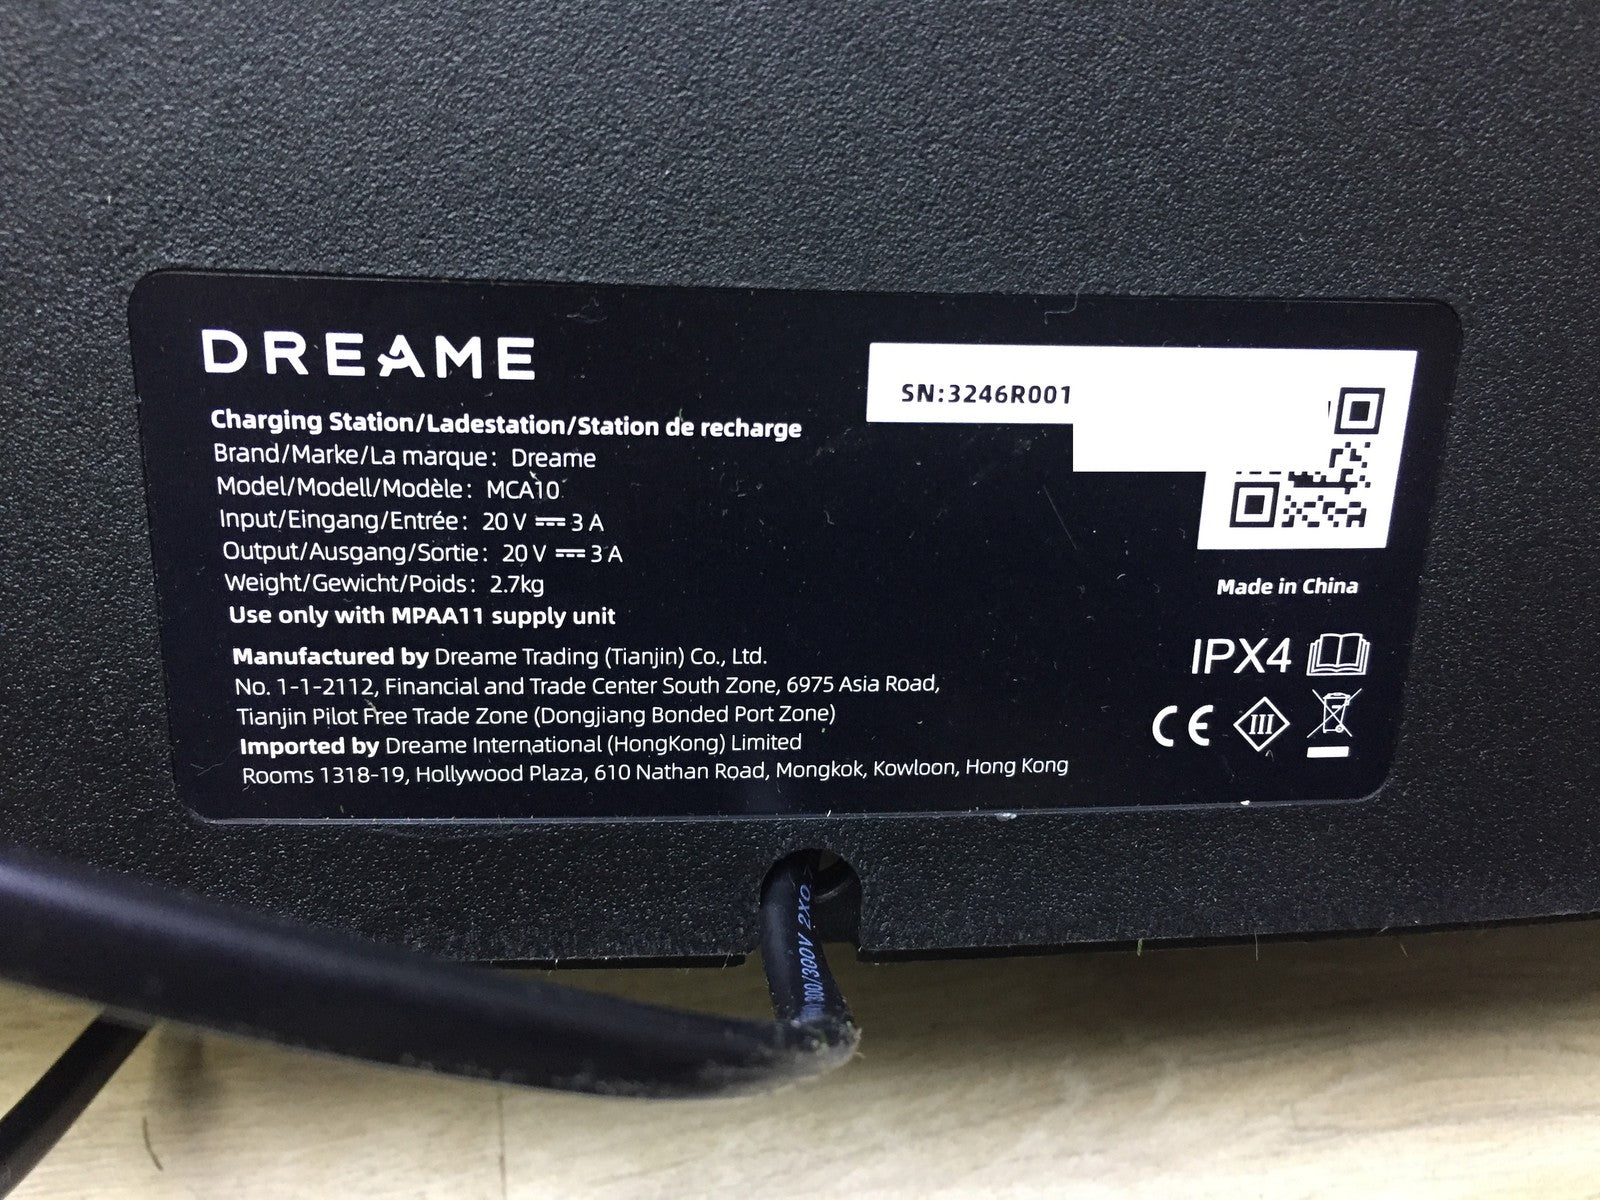 DREAME
Charging Station/Ladestation/Station de recharge
Brand/Marke/La marque: Dreame
Model/Modell/Modèle: MCA10
Input/Eingang/Entrée: 20 V ⎓ 3 A
Output/Ausgang/Sortie: 20 V ⎓ 3 A
Weight/Gewicht/Poids: 2.7kg
Use only with MPAA11 supply unit
Manufactured by Dreame Trading (Tianjin) Co., Ltd.
No. 1-1-2112, Financial and Trade Center South Zone, 6975 Asia Road,
Tianjin Pilot Free Trade Zone (Dongjiang Bonded Port Zone)
Imported by Dreame International (HongKong) Limited
Rooms 1318-19, Hollywood Plaza, 610 Nathan Road, Mongkok, Kowloon, Hong Kong
SN:3246R001
Made in China
IPX4
CE III
300/300V